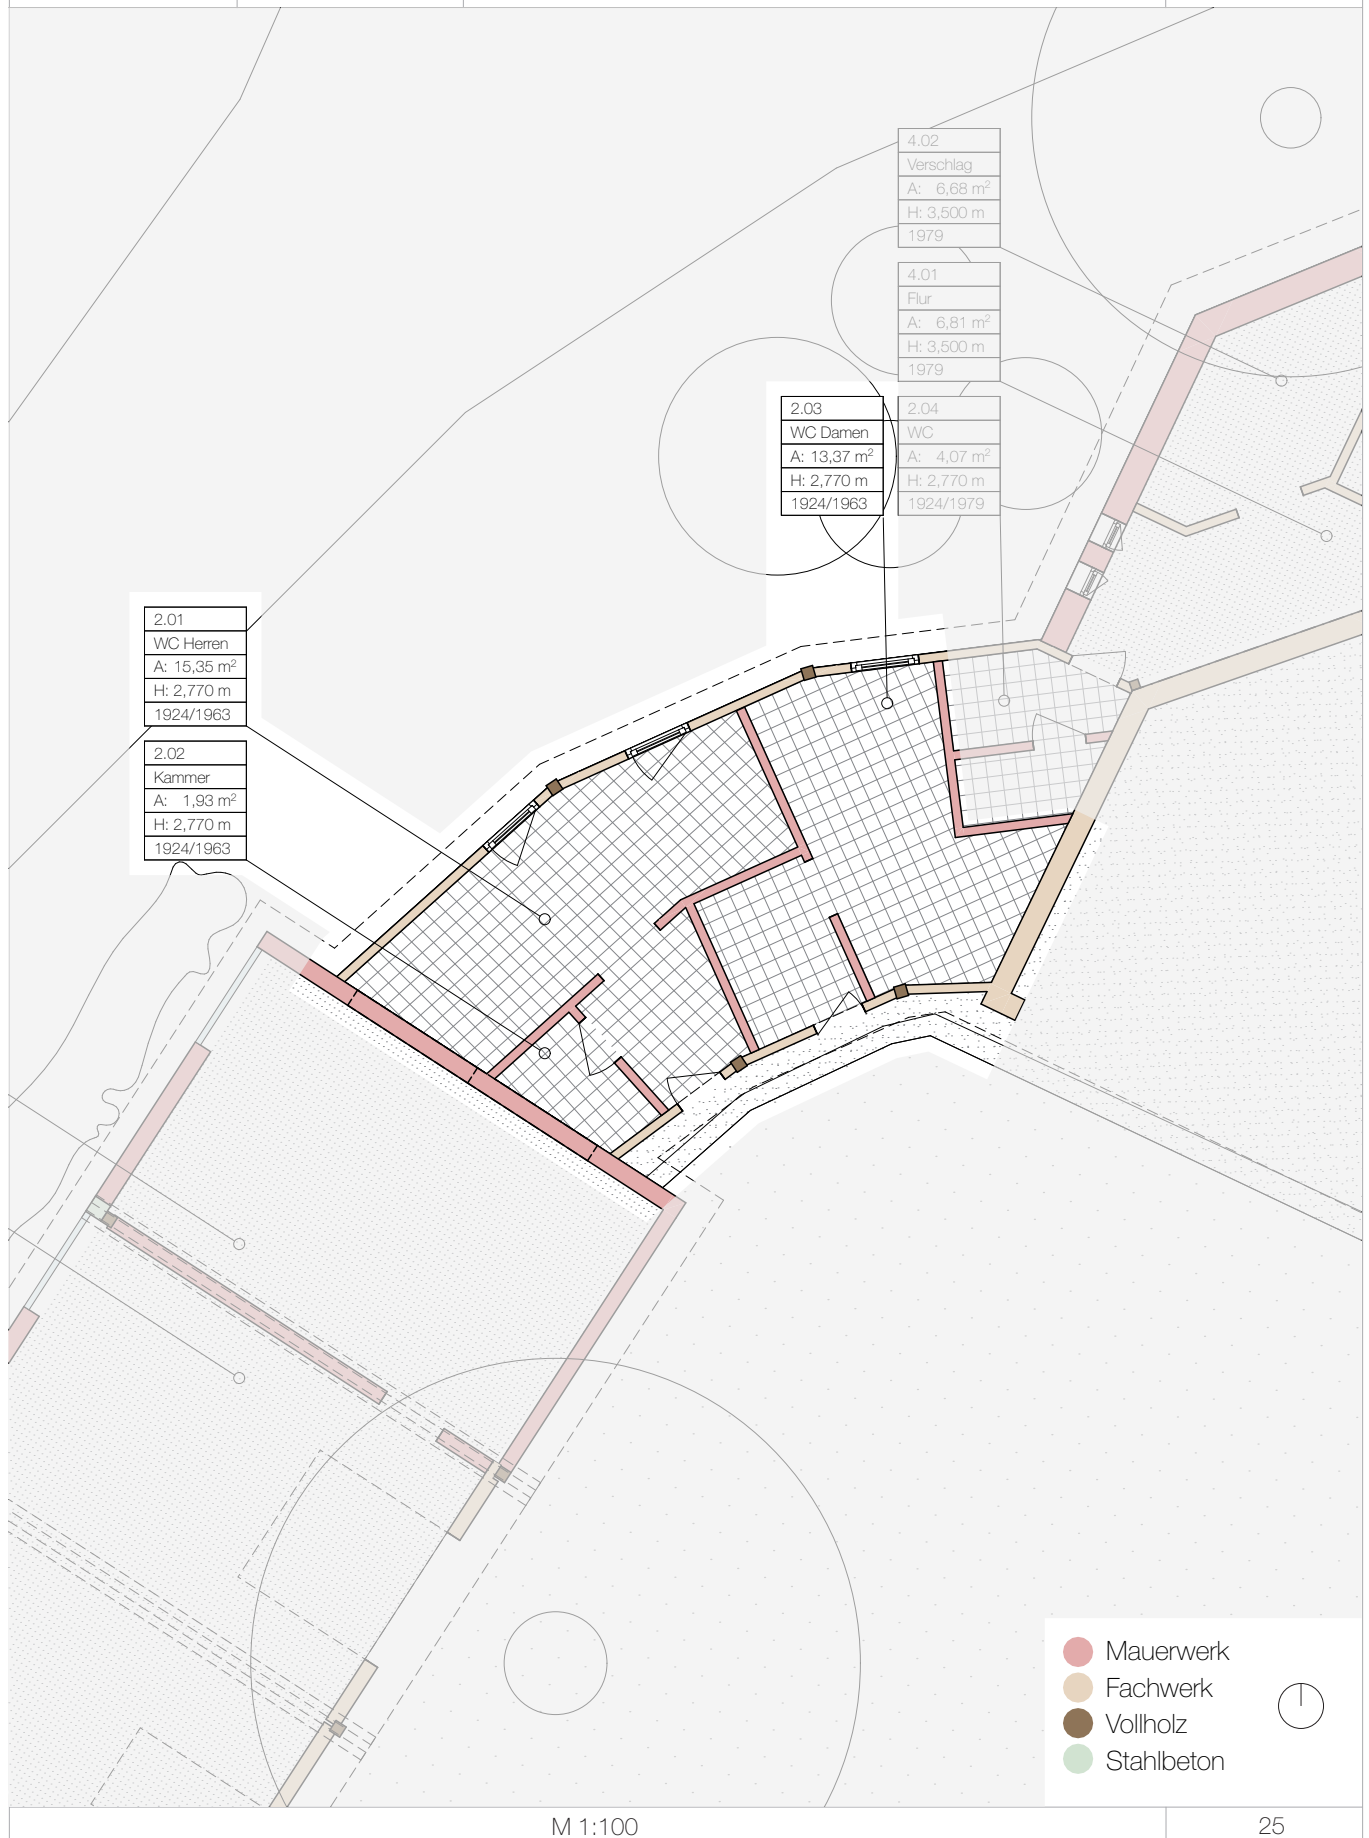 4.02
Verschlag
A: 6,68 m²
H: 3,500 m
1979
4.01
Flur
A: 6,81 m²
H: 3,500 m
1979
2.03
WC Damen
A: 13,37 m²
H: 2,770 m
1924/1963
2.04
WC
A: 4,07 m²
H: 2,770 m
1924/1979
2.01
WC Herren
A: 15,35 m²
H: 2,770 m
1924/1963
2.02
Kammer
A: 1,93 m²
H: 2,770 m
1924/1963
Mauerwerk
Fachwerk
Vollholz
Stahlbeton
M 1:100
25